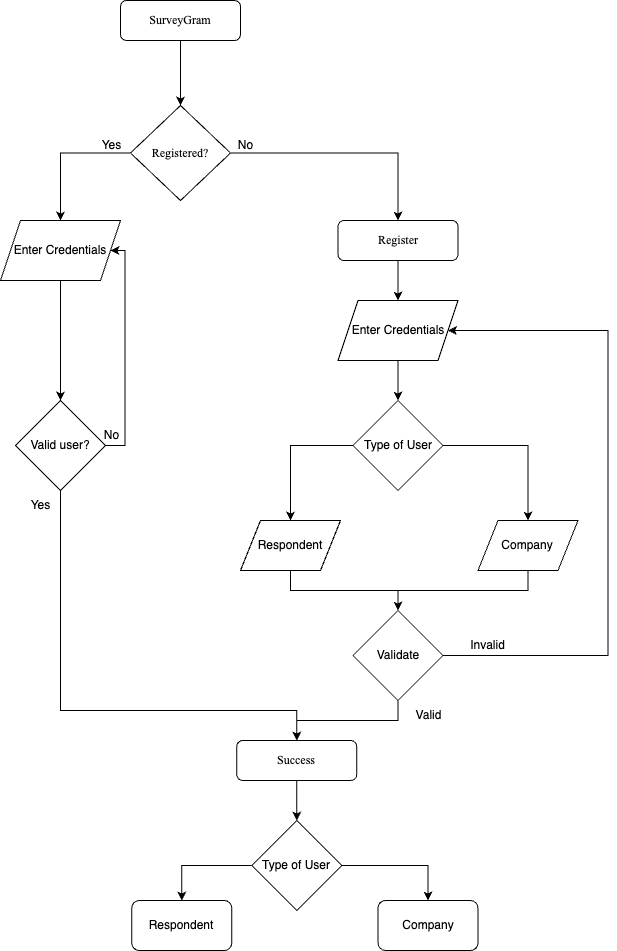 SurveyGram
Yes
Registered?
No
Enter Credentials
Register
Enter Credentials
Valid user?
No
Type of User
Yes
Respondent
Company
Validate
Invalid
Valid
Success
Type of User
Respondent
Company